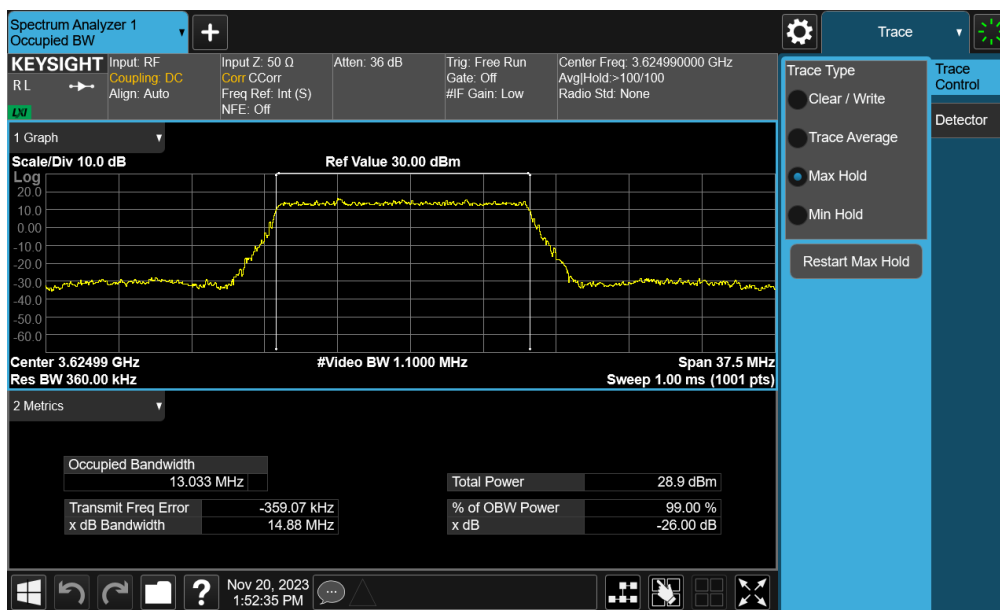 Spectrum Analyzer 1
Occupied BW
+
Trace
KEYSIGHT
R L
LXI
Input: RF
Coupling: DC
Align: Auto
Input Z: 50 Ω
Corr CCorr
Freq Ref: Int (S)
NFE: Off
Atten: 36 dB
Trig: Free Run
Gate: Off
#IF Gain: Low
Center Freq: 3.624990000 GHz
Avg|Hold:>100/100
Radio Std: None
Trace Type
Clear / Write
Trace Average
Max Hold
Min Hold
Restart Max Hold
Trace
Control
Detector
1 Graph
Scale/Div 10.0 dB
Ref Value 30.00 dBm
Log
20.0
10.0
0.00
-10.0
-20.0
-30.0
-40.0
-50.0
-60.0
Center 3.62499 GHz
#Video BW 1.1000 MHz
Span 37.5 MHz
Res BW 360.00 kHz
Sweep 1.00 ms (1001 pts)
2 Metrics
Occupied Bandwidth
13.033 MHz
Total Power 28.9 dBm
Transmit Freq Error -359.07 kHz
% of OBW Power 99.00 %
x dB Bandwidth 14.88 MHz
x dB -26.00 dB
?
Nov 20, 2023
1:52:35 PM